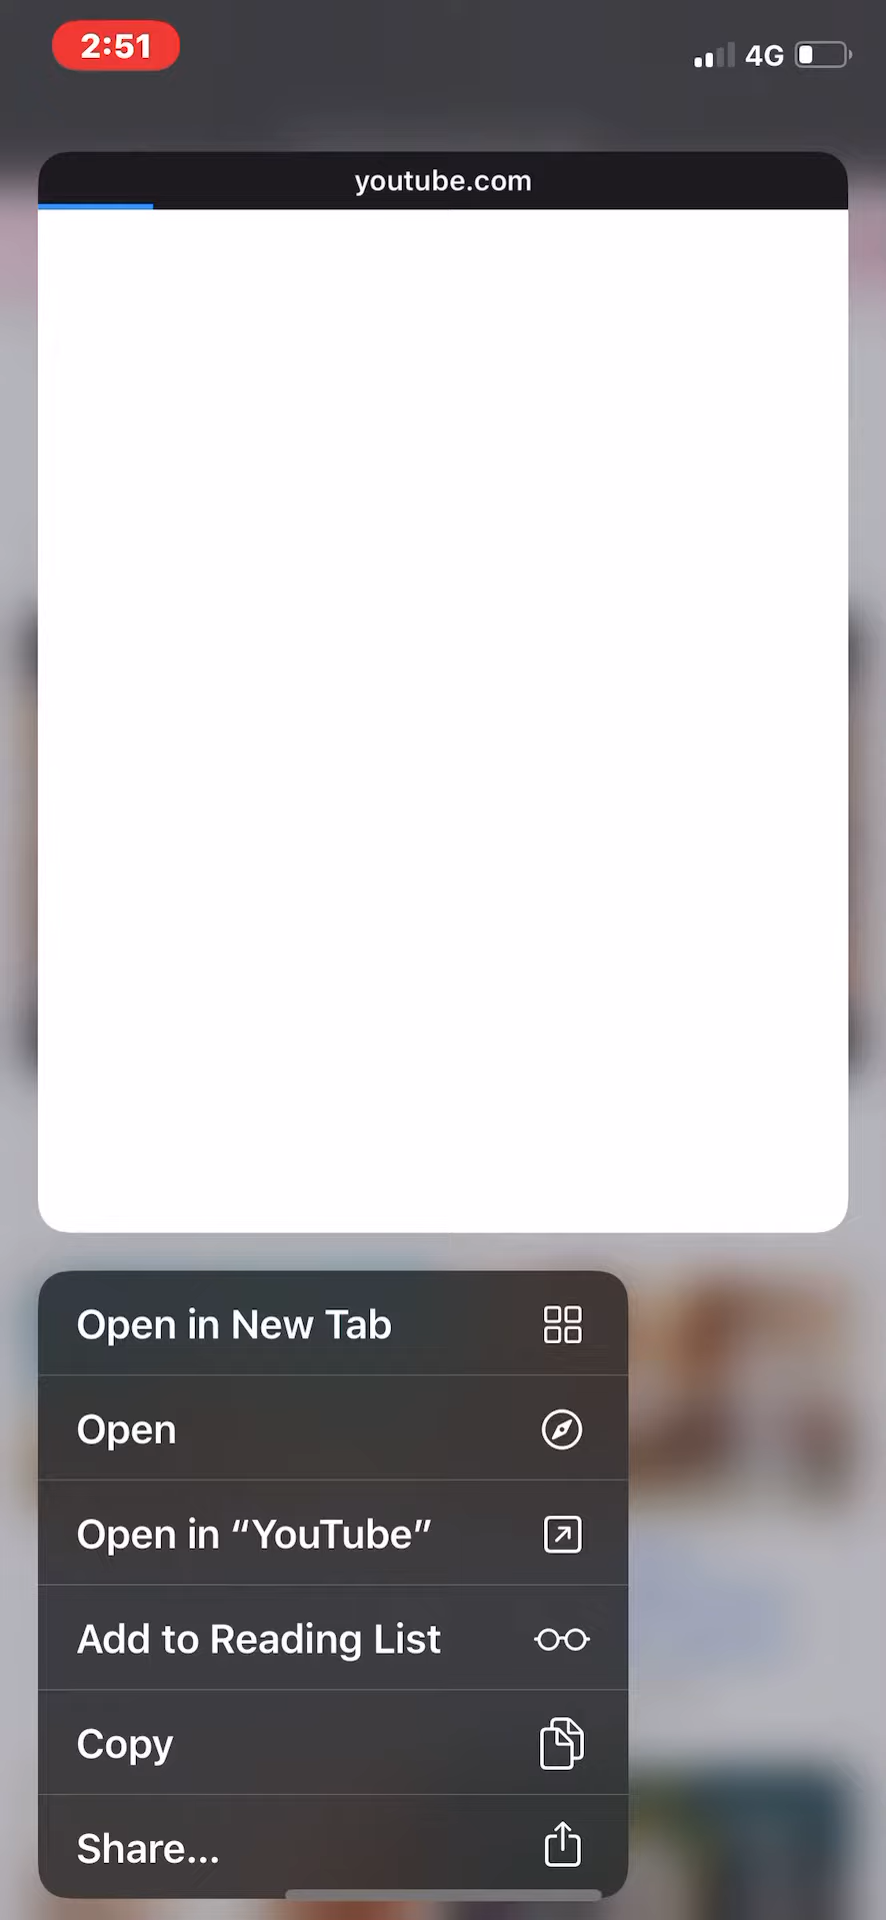 2:51
4G
youtube.com
Open in New Tab
Open
Open in “YouTube”
Add to Reading List
Copy
Share...